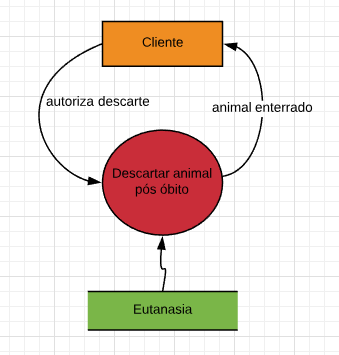 Cliente
autoriza descarte
animal enterrado
Descartar animal
pós óbito
Eutanasia